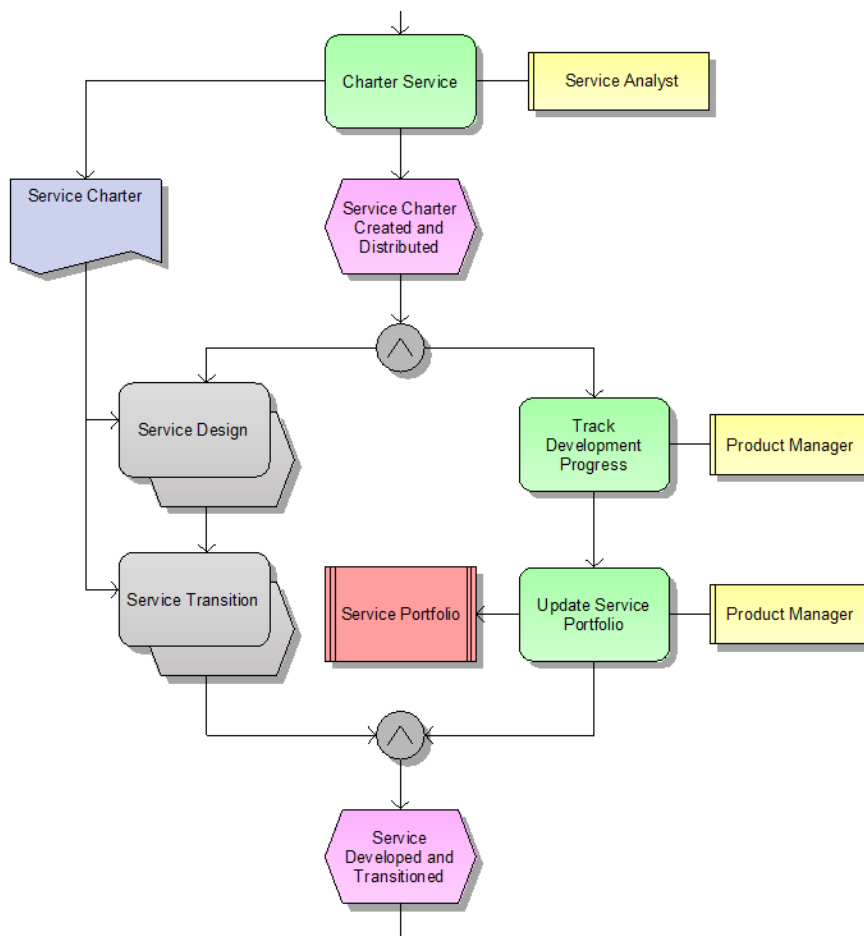 Charter Service
Service Analyst
Service Charter
Service Charter
Created and
Distributed
Service Design
Track
Development
Progress
Product Manager
Service Transition
Service Portfolio
Update Service
Portfolio
Product Manager
Service
Developed and
Transitioned